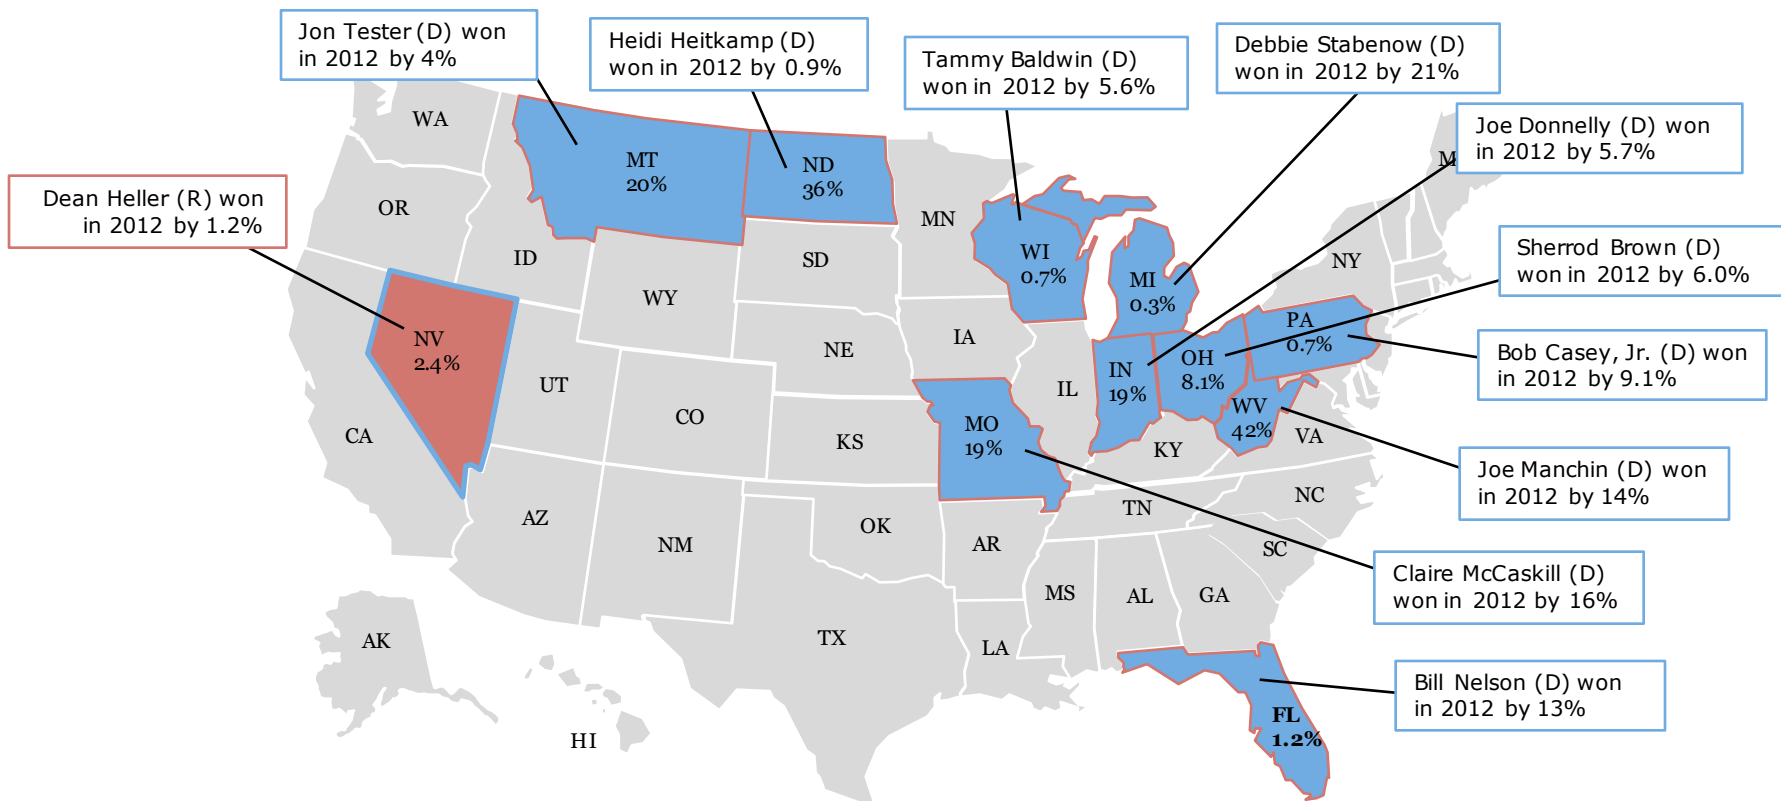 Jon Tester (D) won
in 2012 by 4%
Heidi Heitkamp (D)
won in 2012 by 0.9%
Tammy Baldwin (D)
won in 2012 by 5.6%
Debbie Stabenow (D)
won in 2012 by 21%
Joe Donnelly (D) won
in 2012 by 5.7%
Dean Heller (R) won
in 2012 by 1.2%
Sherrod Brown (D)
won in 2012 by 6.0%
Bob Casey, Jr. (D) won
in 2012 by 9.1%
Joe Manchin (D) won
in 2012 by 14%
Claire McCaskill (D)
won in 2012 by 16%
Bill Nelson (D) won
in 2012 by 13%
WA
MT
20%
ND
36%
M
OR
MN
ID
SD
WI
0.7%
MI
0.3%
NY
WY
NV
2.4%
IA
PA
0.7%
NE
UT
IL
IN
19%
OH
8.1%
CO
WV
42%
CA
KS
MO
19%
KY
VA
AZ
NM
OK
AR
TN
NC
SC
MS
AL
GA
AK
TX
LA
HI
FL
1.2%